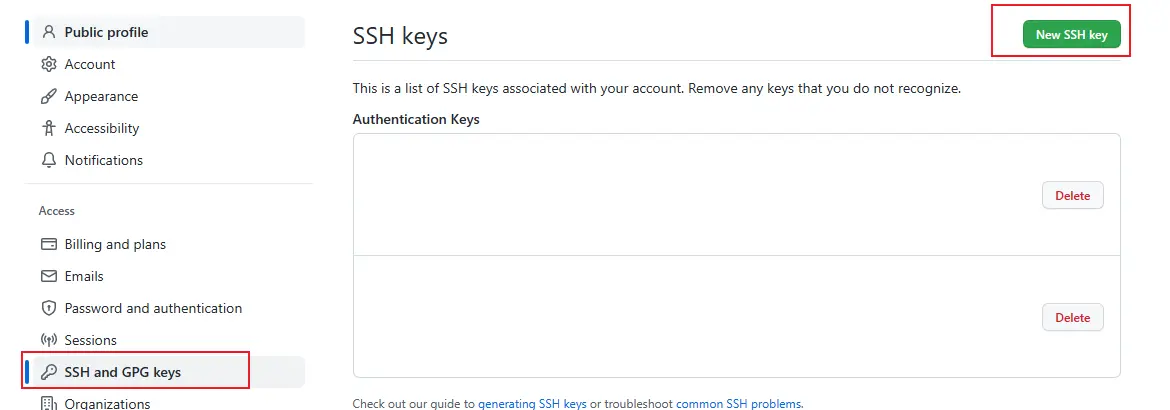 Public profile
Account
Appearance
Accessibility
Notifications
Access
Billing and plans
Emails
Password and authentication
Sessions
SSH and GPG keys
Organizations
SSH keys
New SSH key
This is a list of SSH keys associated with your account. Remove any keys that you do not recognize.
Authentication Keys
Delete
Delete
Check out our guide to generating SSH keys or troubleshoot common SSH problems.